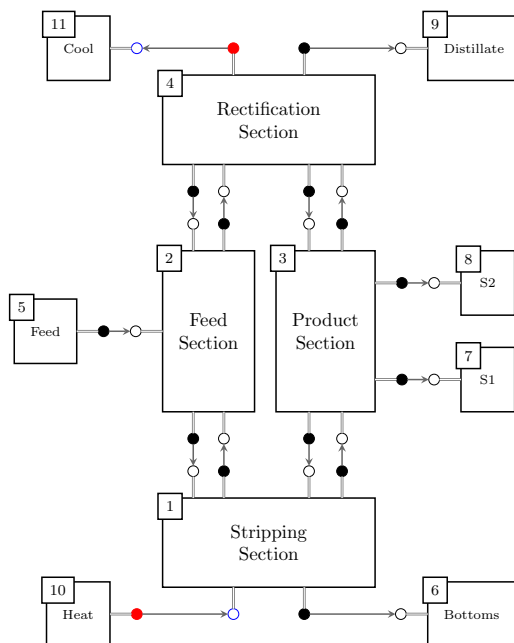 11
Cool
9
Distillate
4
Rectification
Section
2
Feed
Section
3
Product
Section
8
S2
5
Feed
7
S1
1
Stripping
Section
10
Heat
6
Bottoms